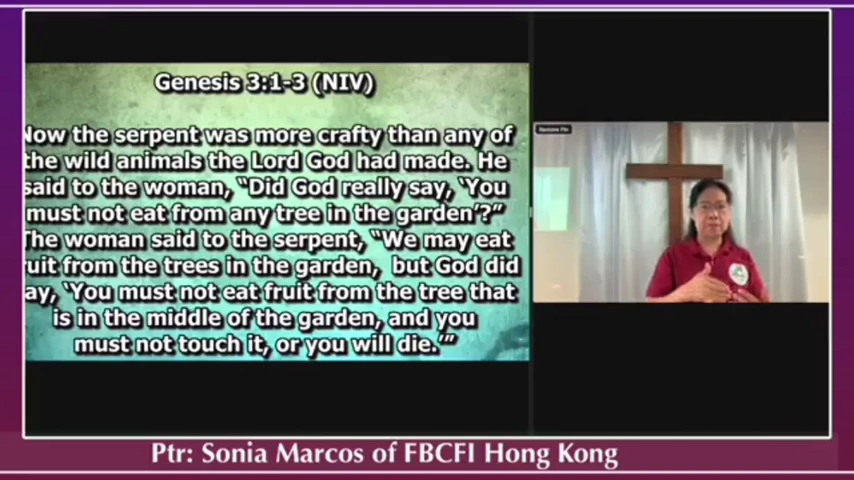 Genesis 3:1-3 (NIV)
Now the serpent was more crafty than any of
the wild animals the Lord God had made. He
said to the woman, “Did God really say, ‘You
must not eat from any tree in the garden’?”
The woman said to the serpent, “We may eat
uit from the trees in the garden, but God did
ay, ‘You must not eat fruit from the tree that
is in the middle of the garden, and you
must not touch it, or you will die.’”
Ptr: Sonia Marcos of FBCFI Hong Kong